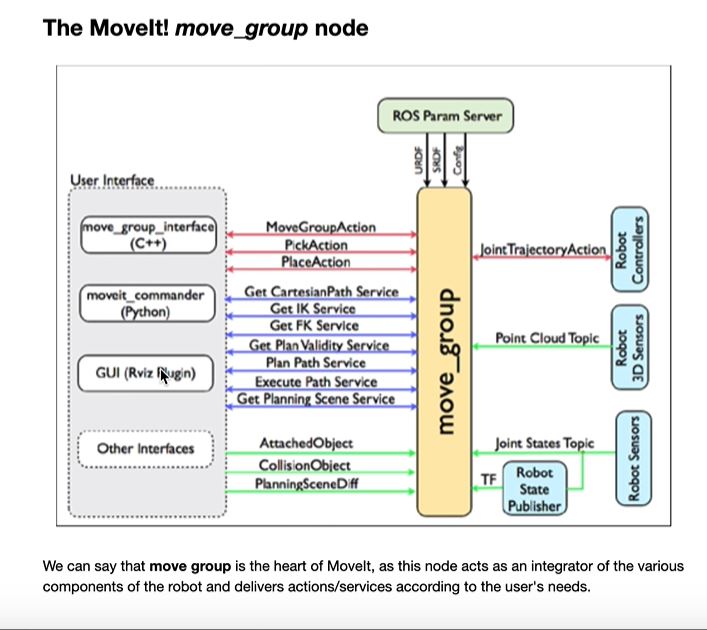 The MoveIt! move_group node
ROS Param Server
URDF
SRDF
Config
User Interface
move_group_interface
(C++)
moveit_commander
(Python)
GUI (Rviz Plugin)
Other Interfaces
MoveGroupAction
PickAction
PlaceAction
Get CartesianPath Service
Get IK Service
Get FK Service
Get Plan Validity Service
Plan Path Service
Execute Path Service
Get Planning Scene Service
AttachedObject
CollisionObject
PlanningSceneDiff
move_group
JointTrajectoryAction
Robot
Controllers
Point Cloud Topic
Robot
3D Sensors
Joint States Topic
TF
Robot
State
Publisher
Robot Sensors
We can say that move group is the heart of MoveIt, as this node acts as an integrator of the various
components of the robot and delivers actions/services according to the user's needs.